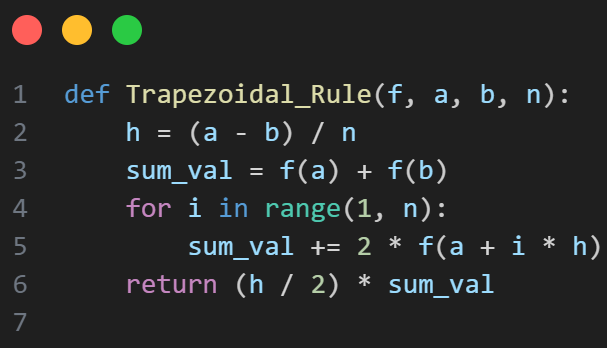 1 def Trapezoidal_Rule(f, a, b, n):
2     h = (a - b) / n
3     sum_val = f(a) + f(b)
4     for i in range(1, n):
5         sum_val += 2 * f(a + i * h)
6     return (h / 2) * sum_val
7